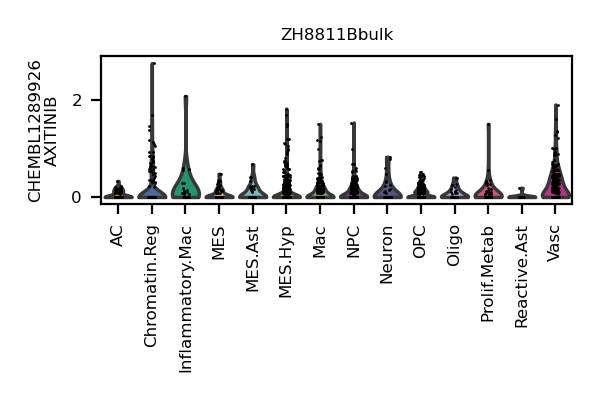 ZH8811Bbulk
CHEMBL1289926
AXITINIB
2
0
AC
Chromatin.Reg
Inflammatory.Mac
MES
MES.Ast
MES.Hyp
Mac
NPC
Neuron
OPC
Oligo
Prolif.Metab
Reactive.Ast
Vasc